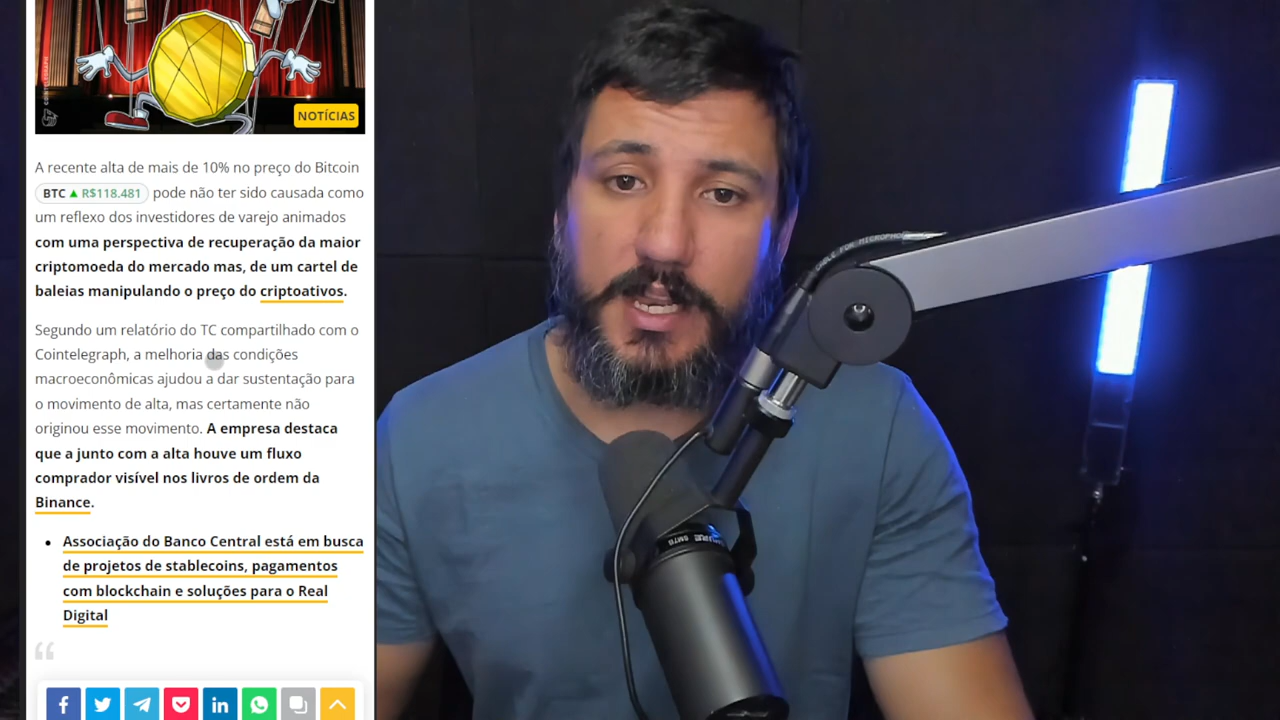 NOTÍCIAS
A recente alta de mais de 10% no preço do Bitcoin
BTC ▲ R$118.481 pode não ter sido causada como
um reflexo dos investidores de varejo animados
com uma perspectiva de recuperação da maior
criptomoeda do mercado mas, de um cartel de
baleias manipulando o preço do criptoativos.
Segundo um relatório do TC compartilhado com o
Cointelegraph, a melhoria das condições
macroeconômicas ajudou a dar sustentação para
o movimento de alta, mas certamente não
originou esse movimento. A empresa destaca
que a junto com a alta houve um fluxo
comprador visível nos livros de ordem da
Binance.
• Associação do Banco Central está em busca
de projetos de stablecoins, pagamentos
com blockchain e soluções para o Real
Digital
CABLE FOR MICROPHONE
SM7B